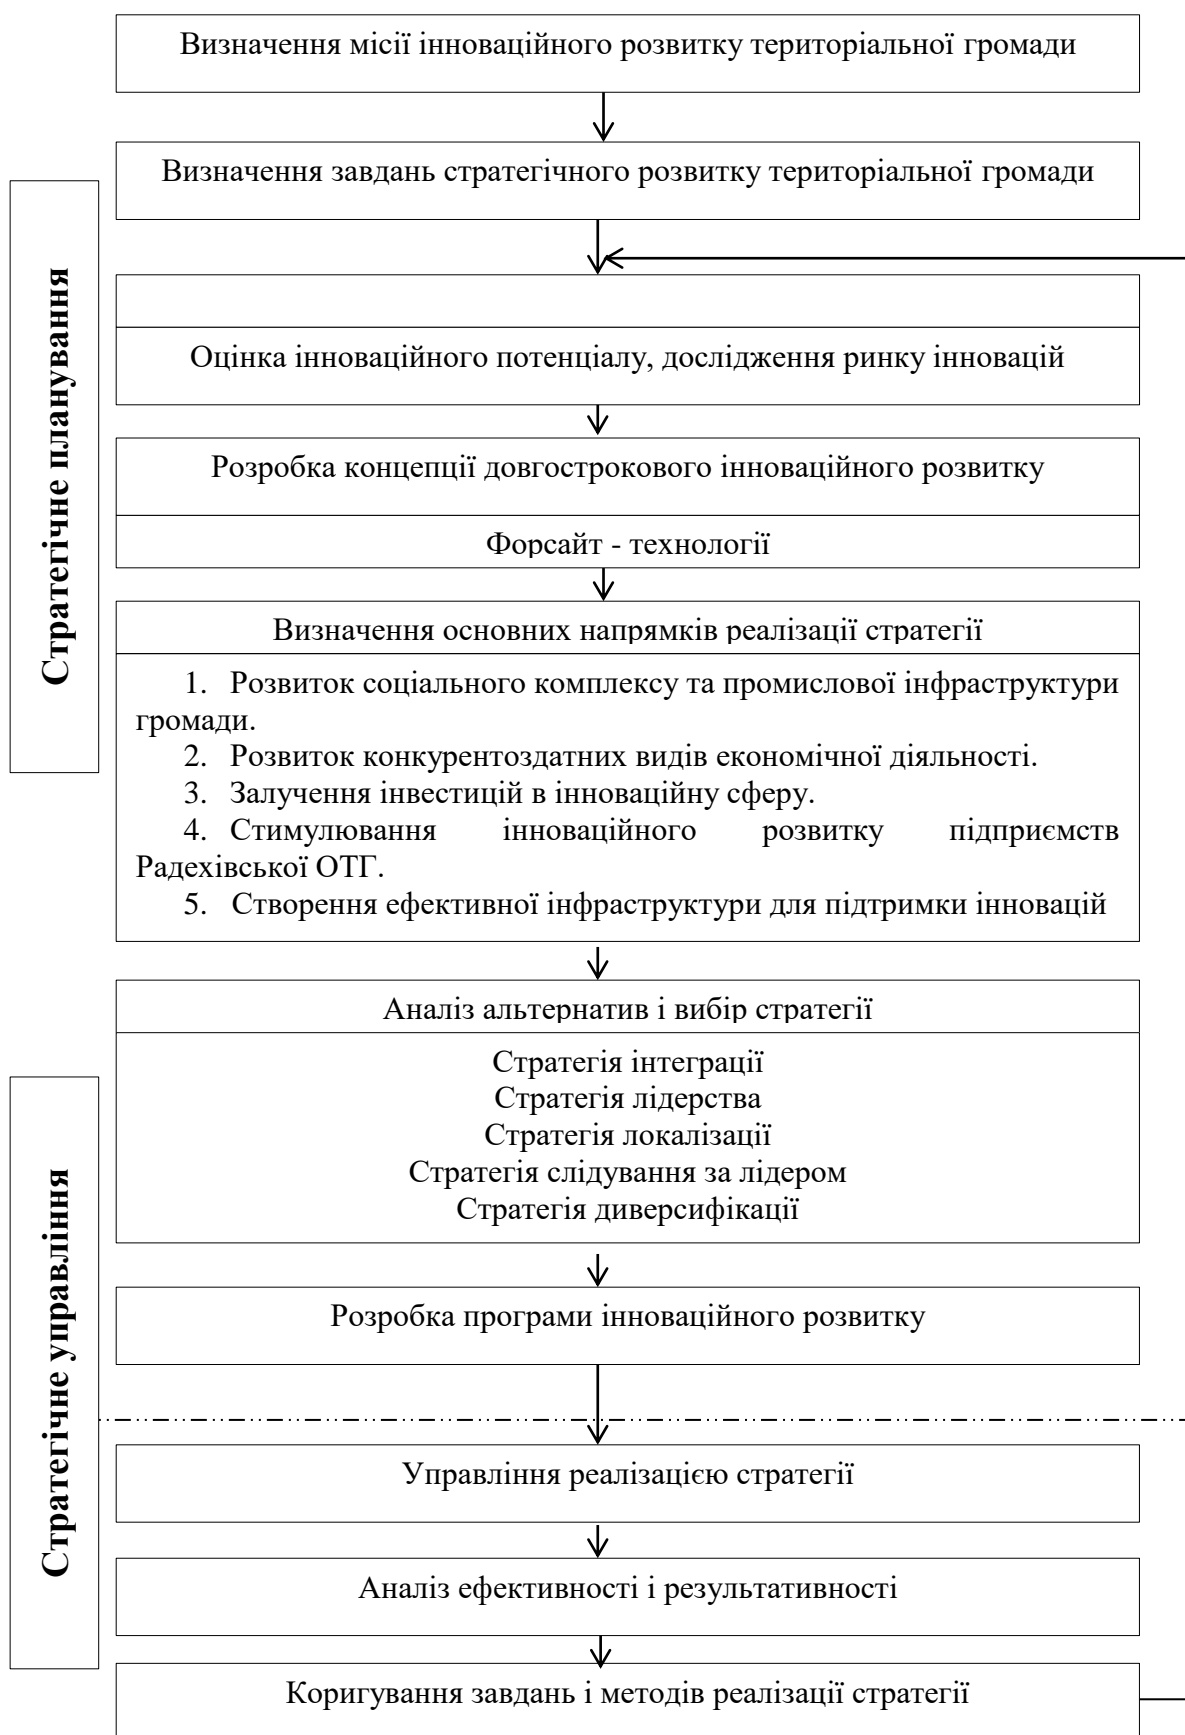 Визначення місії інноваційного розвитку територіальної громади
Визначення завдань стратегічного розвитку територіальної громади
Стратегічне планування
Оцінка інноваційного потенціалу, дослідження ринку інновацій
Розробка концепції довгострокового інноваційного розвитку
Форсайт - технології
Визначення основних напрямків реалізації стратегії
1. Розвиток соціального комплексу та промислової інфраструктури
громади.
2. Розвиток конкурентоздатних видів економічної діяльності.
3. Залучення інвестицій в інноваційну сферу.
4. Стимулювання інноваційного розвитку підприємств
Радехівської ОТГ.
5. Створення ефективної інфраструктури для підтримки інновацій
Аналіз альтернатив і вибір стратегії
Стратегія інтеграції
Стратегія лідерства
Стратегія локалізації
Стратегія слідування за лідером
Стратегія диверсифікації
Стратегічне управління
Розробка програми інноваційного розвитку
Управління реалізацією стратегії
Аналіз ефективності і результативності
Коригування завдань і методів реалізації стратегії